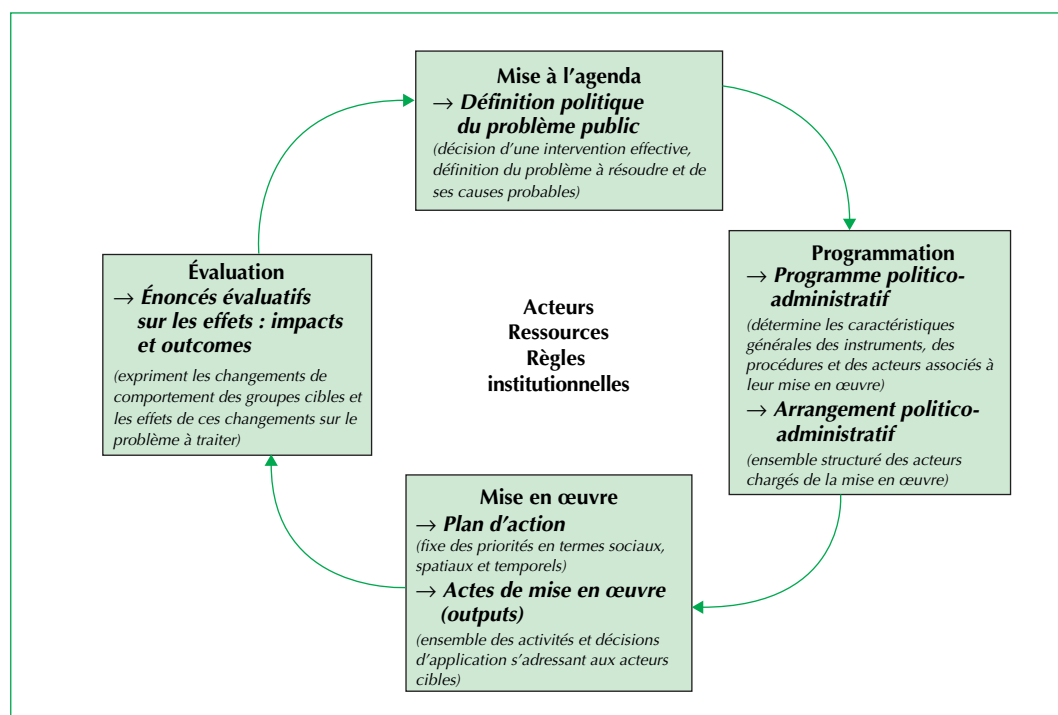 Mise à l’agenda
→ Définition politique
du problème public
(décision d’une intervention effective,
définition du problème à résoudre et de
ses causes probables)
Programmation
→ Programme politico-
administratif
(détermine les caractéristiques
générales des instruments, des
procédures et des acteurs associés à
leur mise en œuvre)
→ Arrangement politico-
administratif
(ensemble structuré des acteurs
chargés de la mise en œuvre)
Mise en œuvre
→ Plan d’action
(fixe des priorités en termes sociaux,
spatiaux et temporels)
→ Actes de mise en œuvre
(outputs)
(ensemble des activités et décisions
d’application s’adressant aux acteurs
cibles)
Évaluation
→ Énoncés évaluatifs
sur les effets : impacts
et outcomes
(expriment les changements de
comportement des groupes cibles et
les effets de ces changements sur le
problème à traiter)
Acteurs
Ressources
Règles
institutionnelles